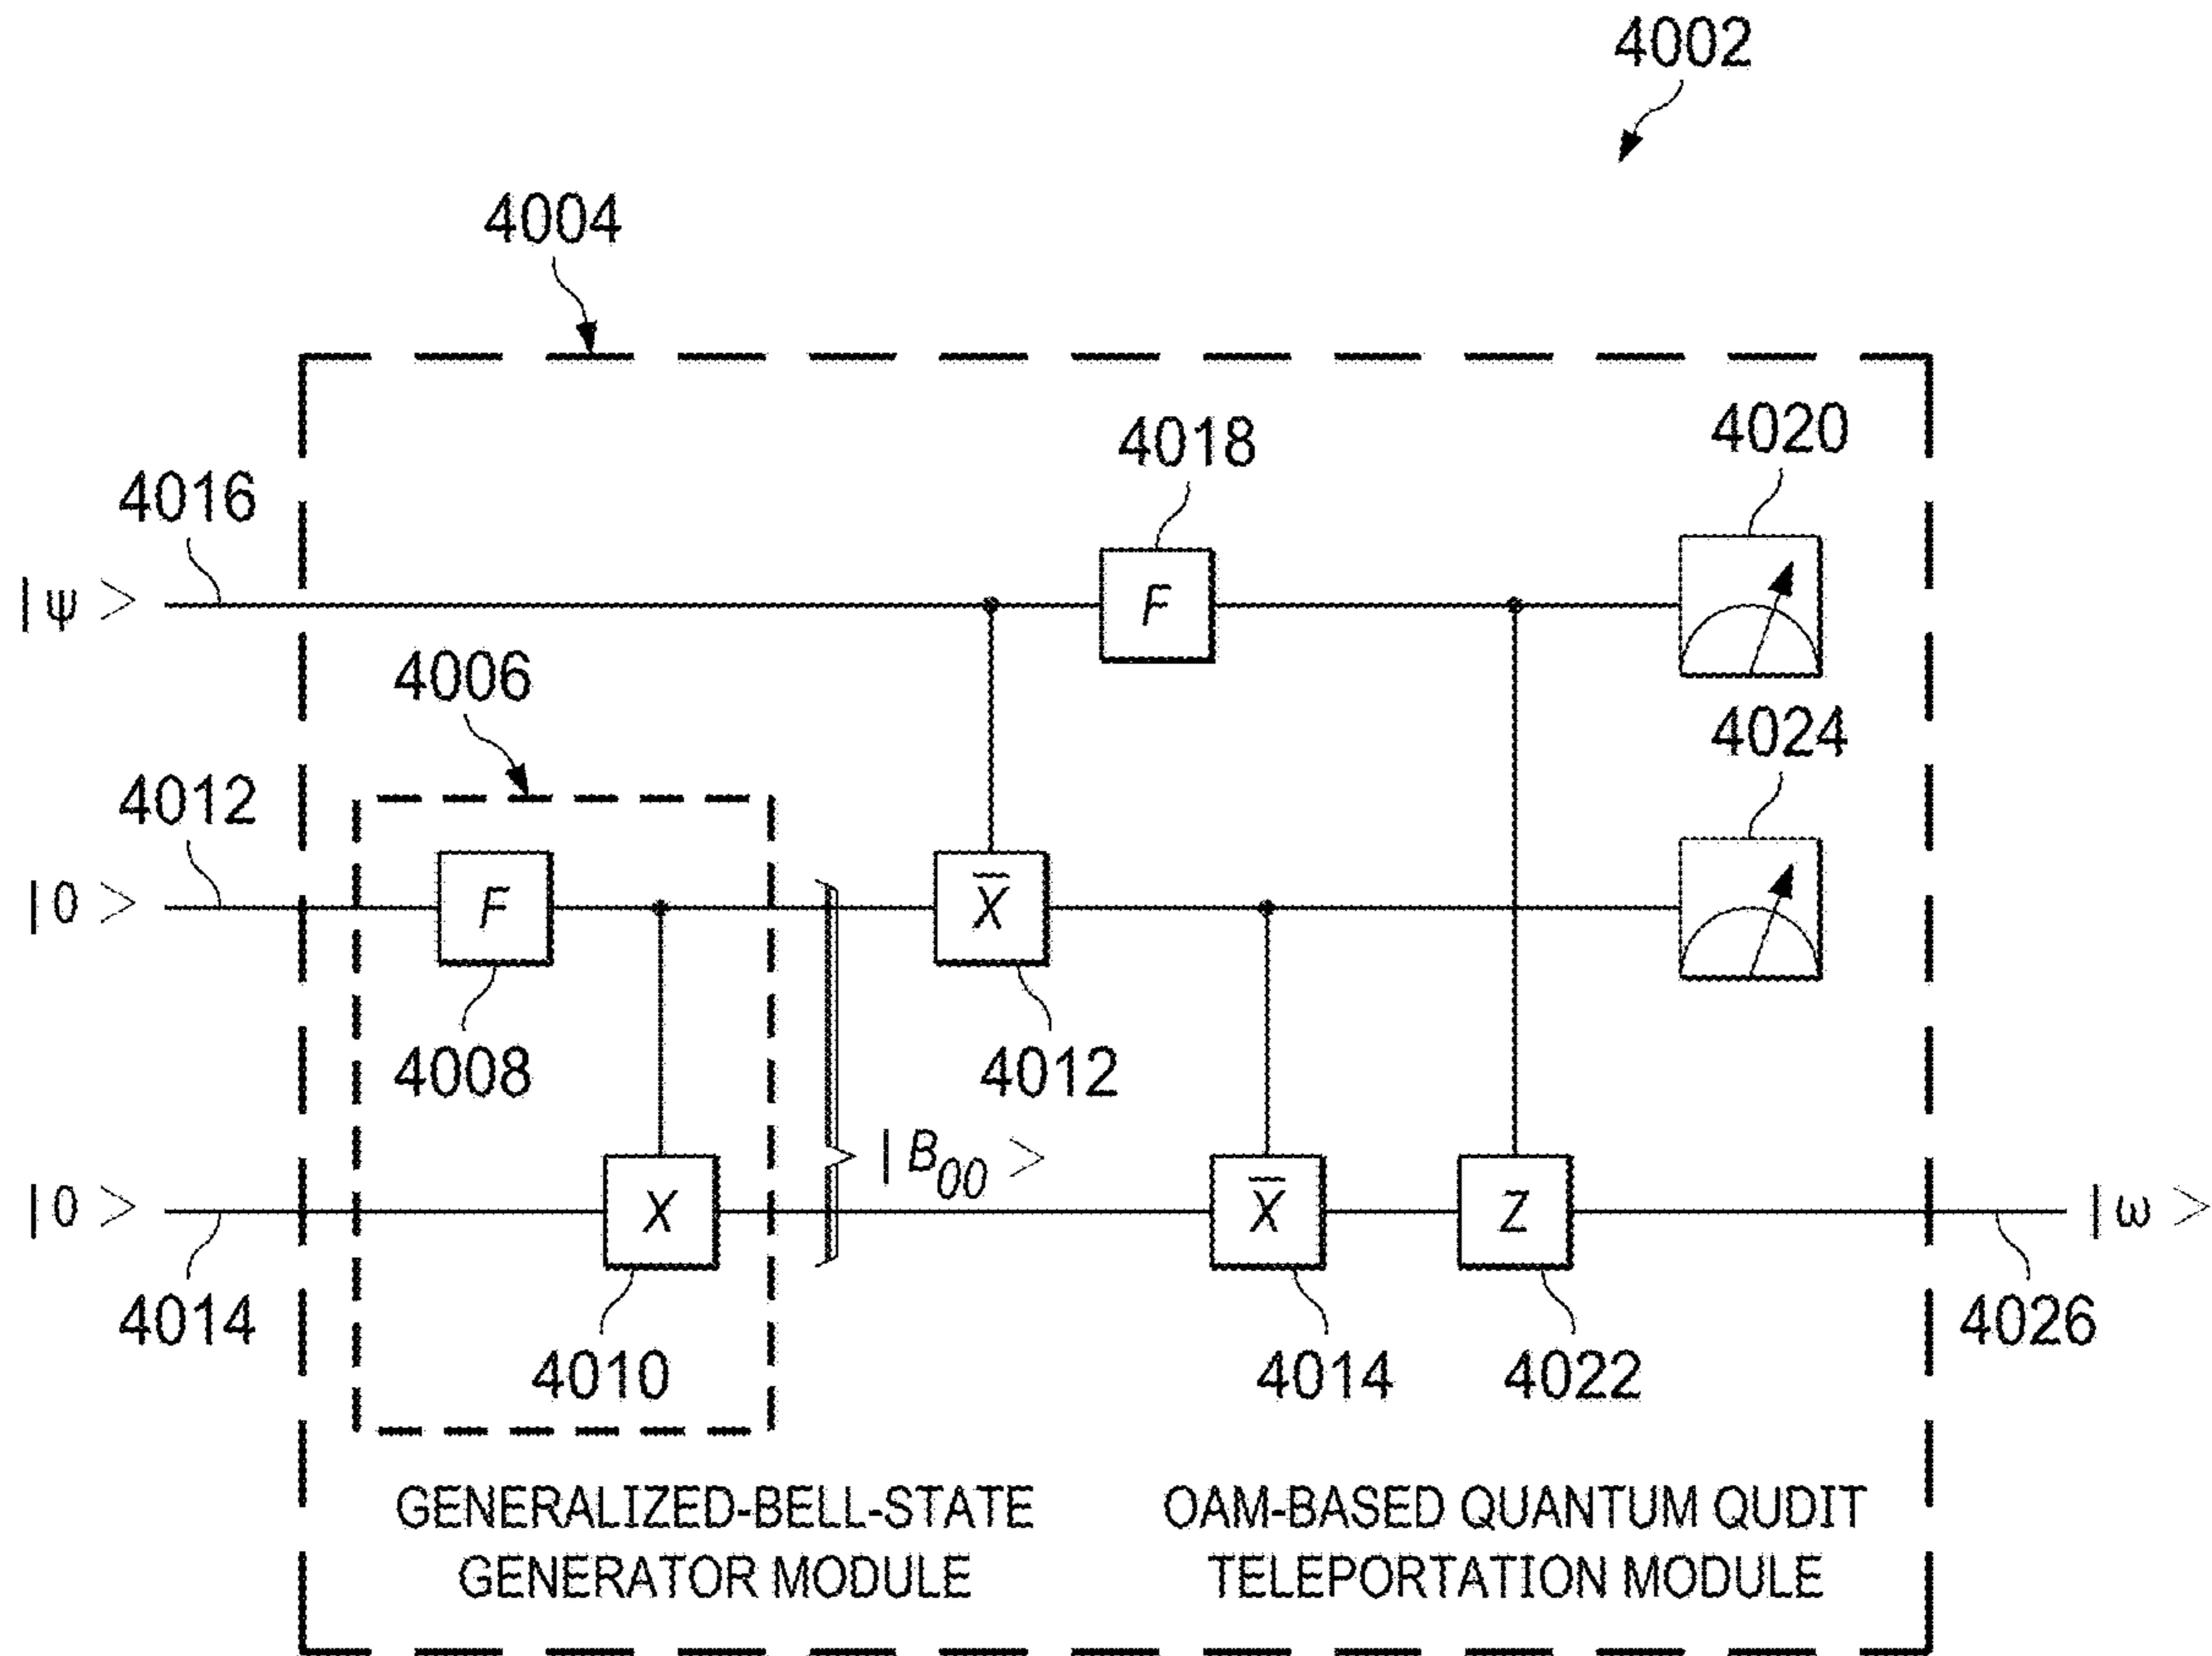 4002
4004
4018
4020
4016
|ψ >
F
4006
4024
4012
|0 >
F
X̅
4008
4012
|B00 >
|0 >
X
X̅
Z
|ω >
4014
4010
4014
4022
4026
GENERALIZED-BELL-STATE
GENERATOR MODULE
OAM-BASED QUANTUM QUDIT
TELEPORTATION MODULE